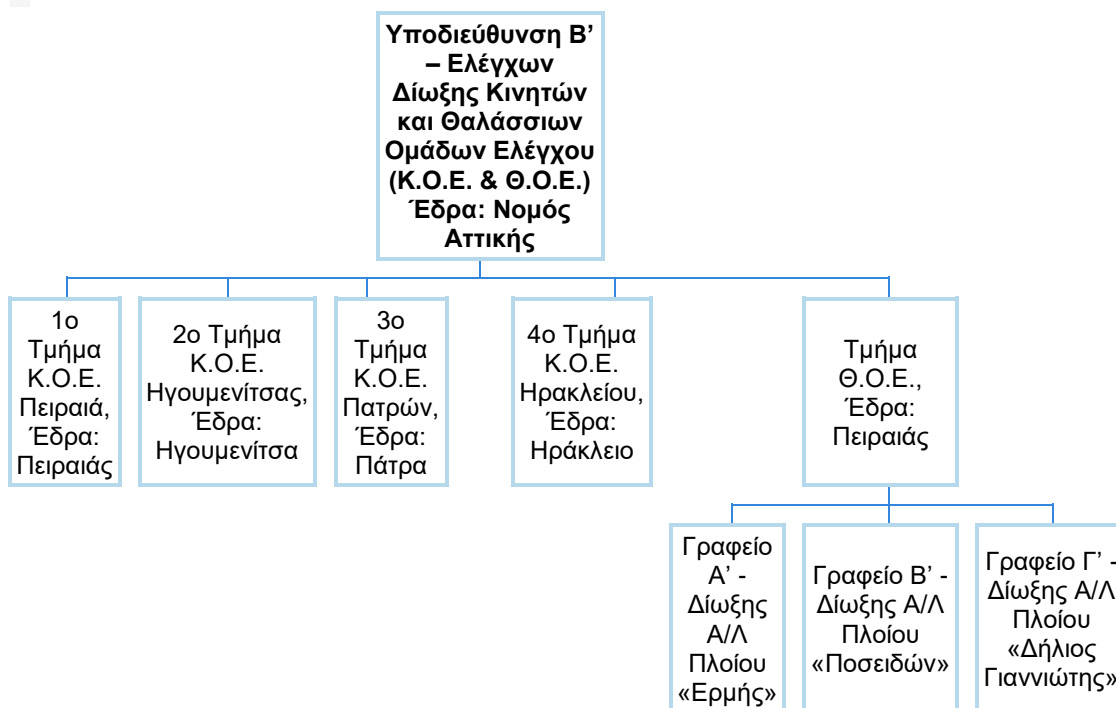 Υποδιεύθυνση Β’
– Ελέγχων
Δίωξης Κινητών
και Θαλάσσιων
Ομάδων Ελέγχου
(Κ.Ο.Ε. & Θ.Ο.Ε.)
Έδρα: Νομός
Αττικής
1ο
Τμήμα
Κ.Ο.Ε.
Πειραιά,
Έδρα:
Πειραιάς
2ο Τμήμα
Κ.Ο.Ε.
Ηγουμενίτσας,
Έδρα:
Ηγουμενίτσα
3ο
Τμήμα
Κ.Ο.Ε.
Πατρών,
Έδρα:
Πάτρα
4ο Τμήμα
Κ.Ο.Ε.
Ηρακλείου,
Έδρα:
Ηράκλειο
Τμήμα
Θ.Ο.Ε.,
Έδρα:
Πειραιάς
Γραφείο
Α’ -
Δίωξης
Α/Λ
Πλοίου
«Ερμής»
Γραφείο Β’ -
Δίωξης Α/Λ
Πλοίου
«Ποσειδών»
Γραφείο Γ’ -
Δίωξης Α/Λ
Πλοίου
«Δήλιος
Γιαννιώτης»